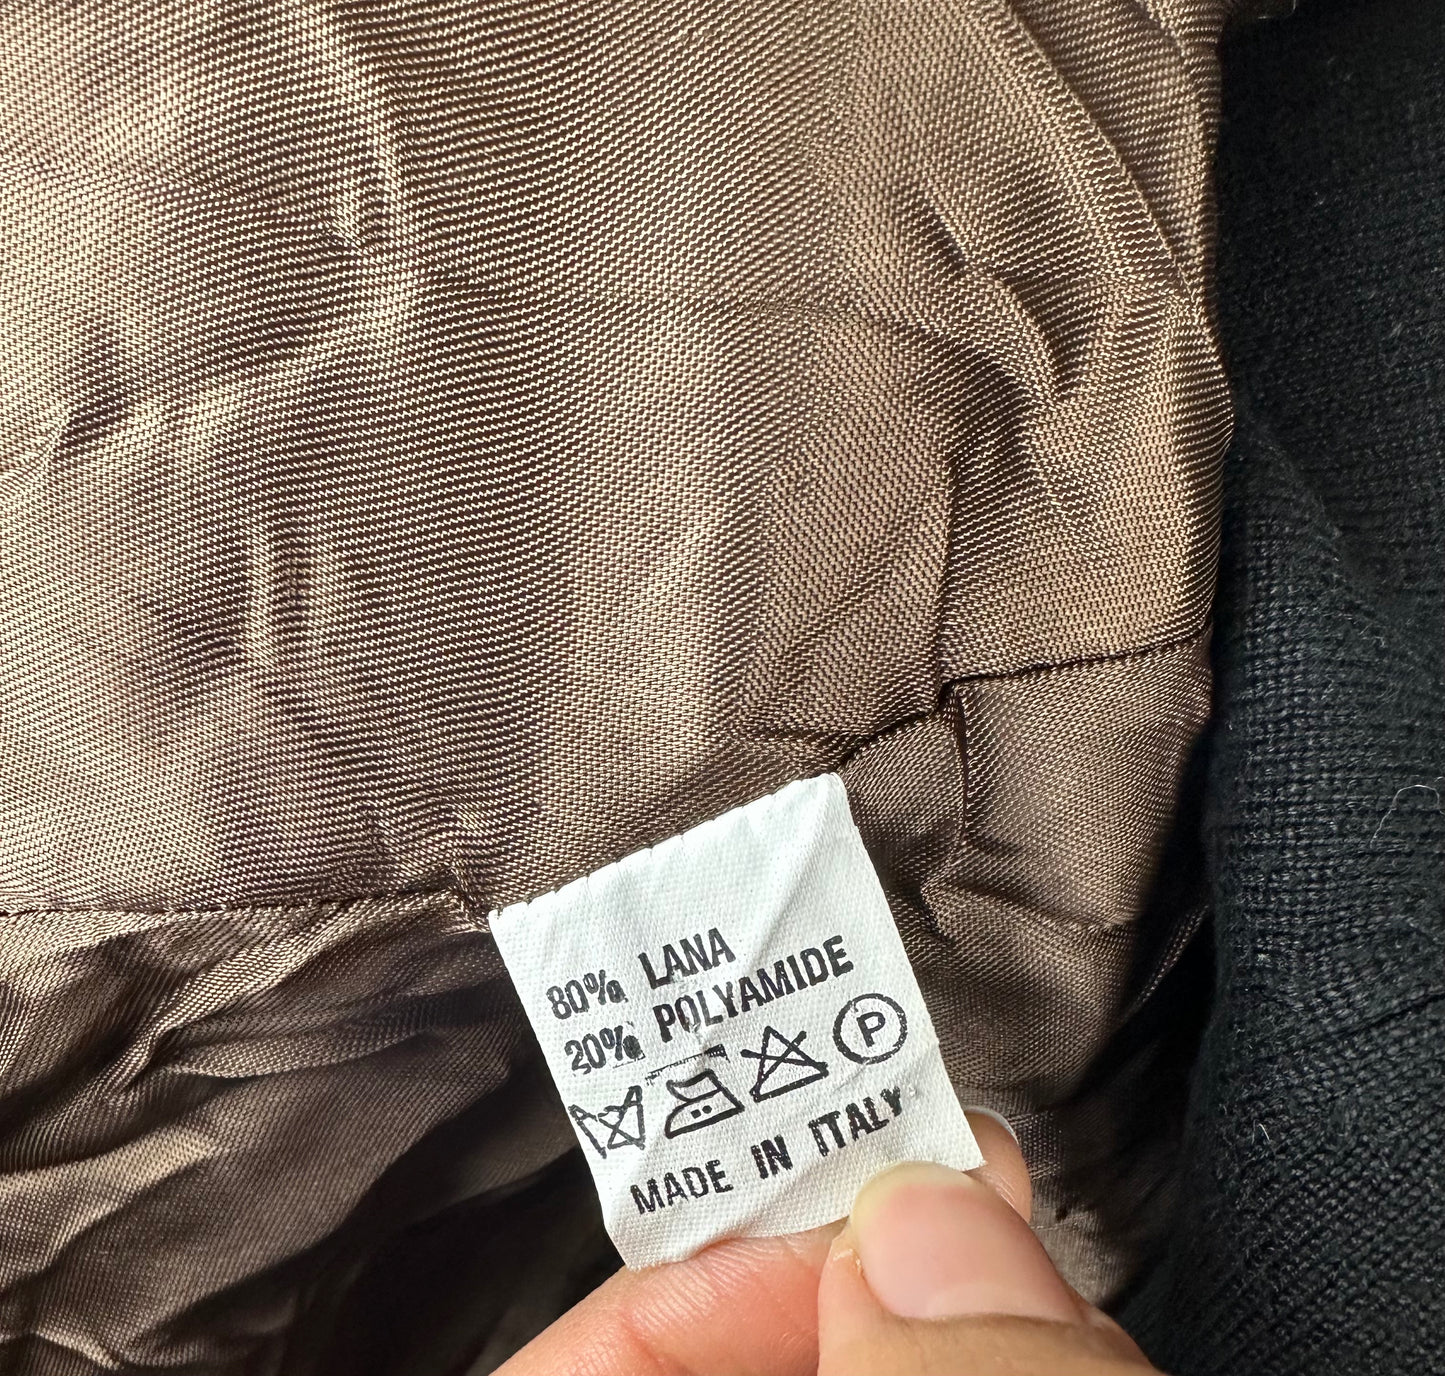 80% LANA
20% POLYAMIDE
P
MADE IN ITALY